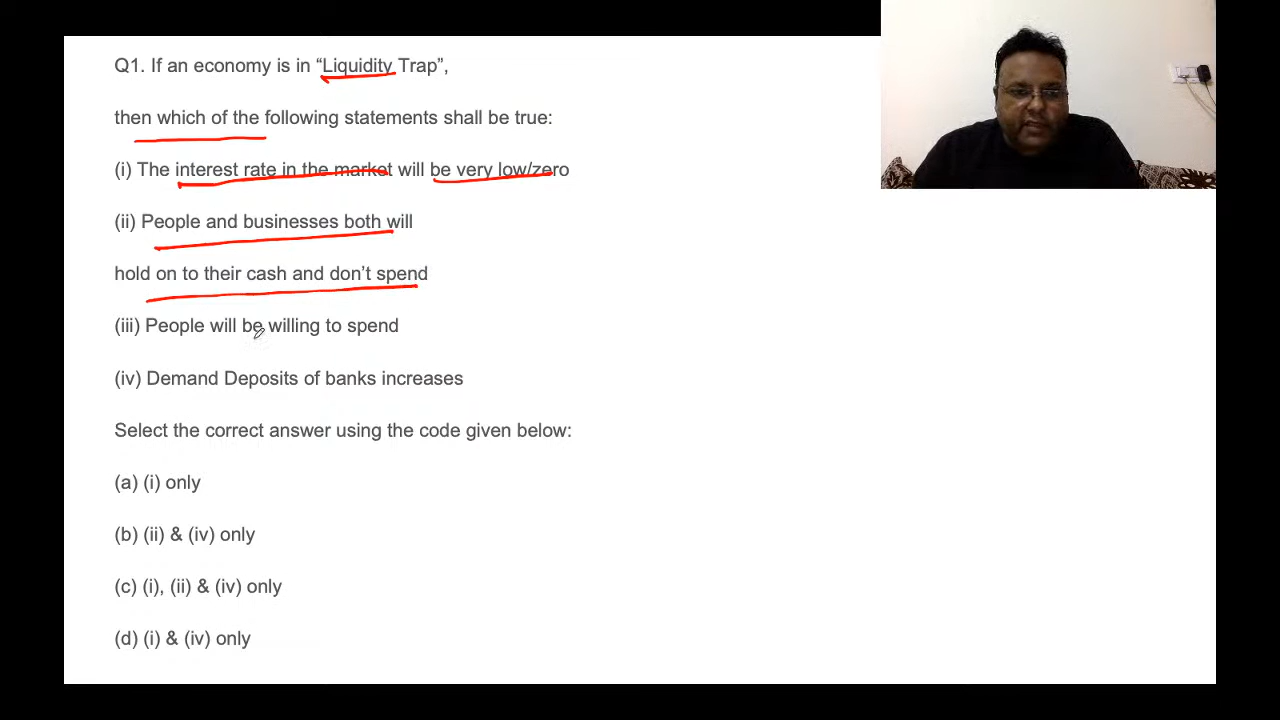 Q1. If an economy is in “Liquidity Trap”,
then which of the following statements shall be true:
(i) The interest rate in the market will be very low/zero
(ii) People and businesses both will
hold on to their cash and don’t spend
(iii) People will be willing to spend
(iv) Demand Deposits of banks increases
Select the correct answer using the code given below:
(a) (i) only
(b) (ii) & (iv) only
(c) (i), (ii) & (iv) only
(d) (i) & (iv) only